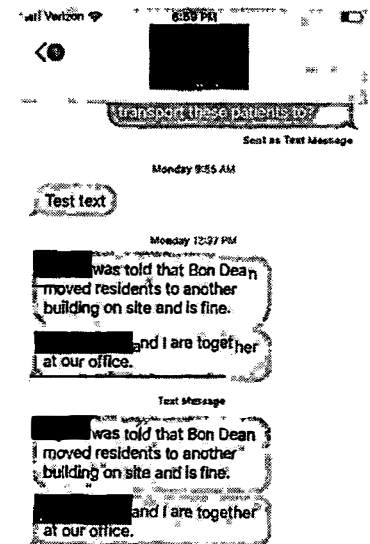 Verizon 6:59 PM
transport these patients to?
Sent as Text Message
Monday 9:55 AM
Test text
Monday 12:37 PM
was told that Bon Dean
moved residents to another
building on site and is fine.
and I are together
at our office.
Text Message
was told that Bon Dean
moved residents to another
building on site and is fine.
and I are together
at our office.